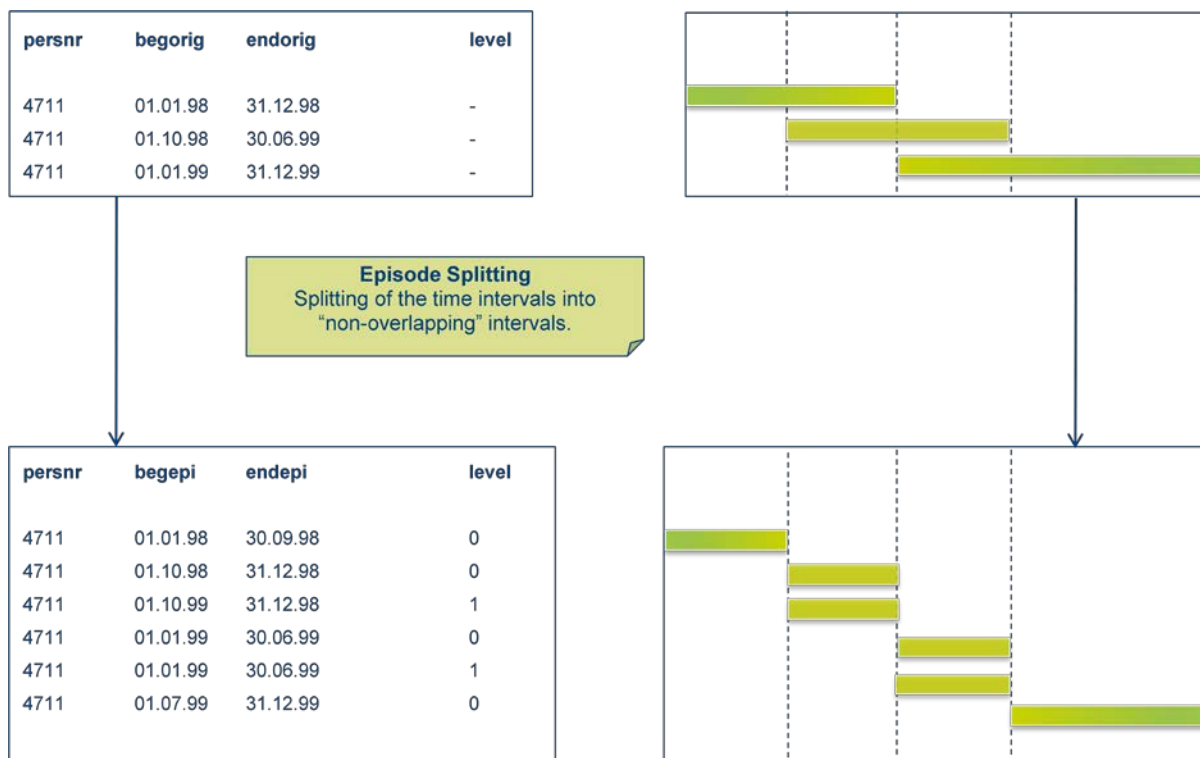 persnr begorig endorig level
4711 01.01.98 31.12.98 -
4711 01.10.98 30.06.99 -
4711 01.01.99 31.12.99 -
Episode Splitting
Splitting of the time intervals into
“non-overlapping” intervals.
persnr begepi endepi level
4711 01.01.98 30.09.98 0
4711 01.10.98 31.12.98 0
4711 01.10.99 31.12.98 1
4711 01.01.99 30.06.99 0
4711 01.01.99 30.06.99 1
4711 01.07.99 31.12.99 0